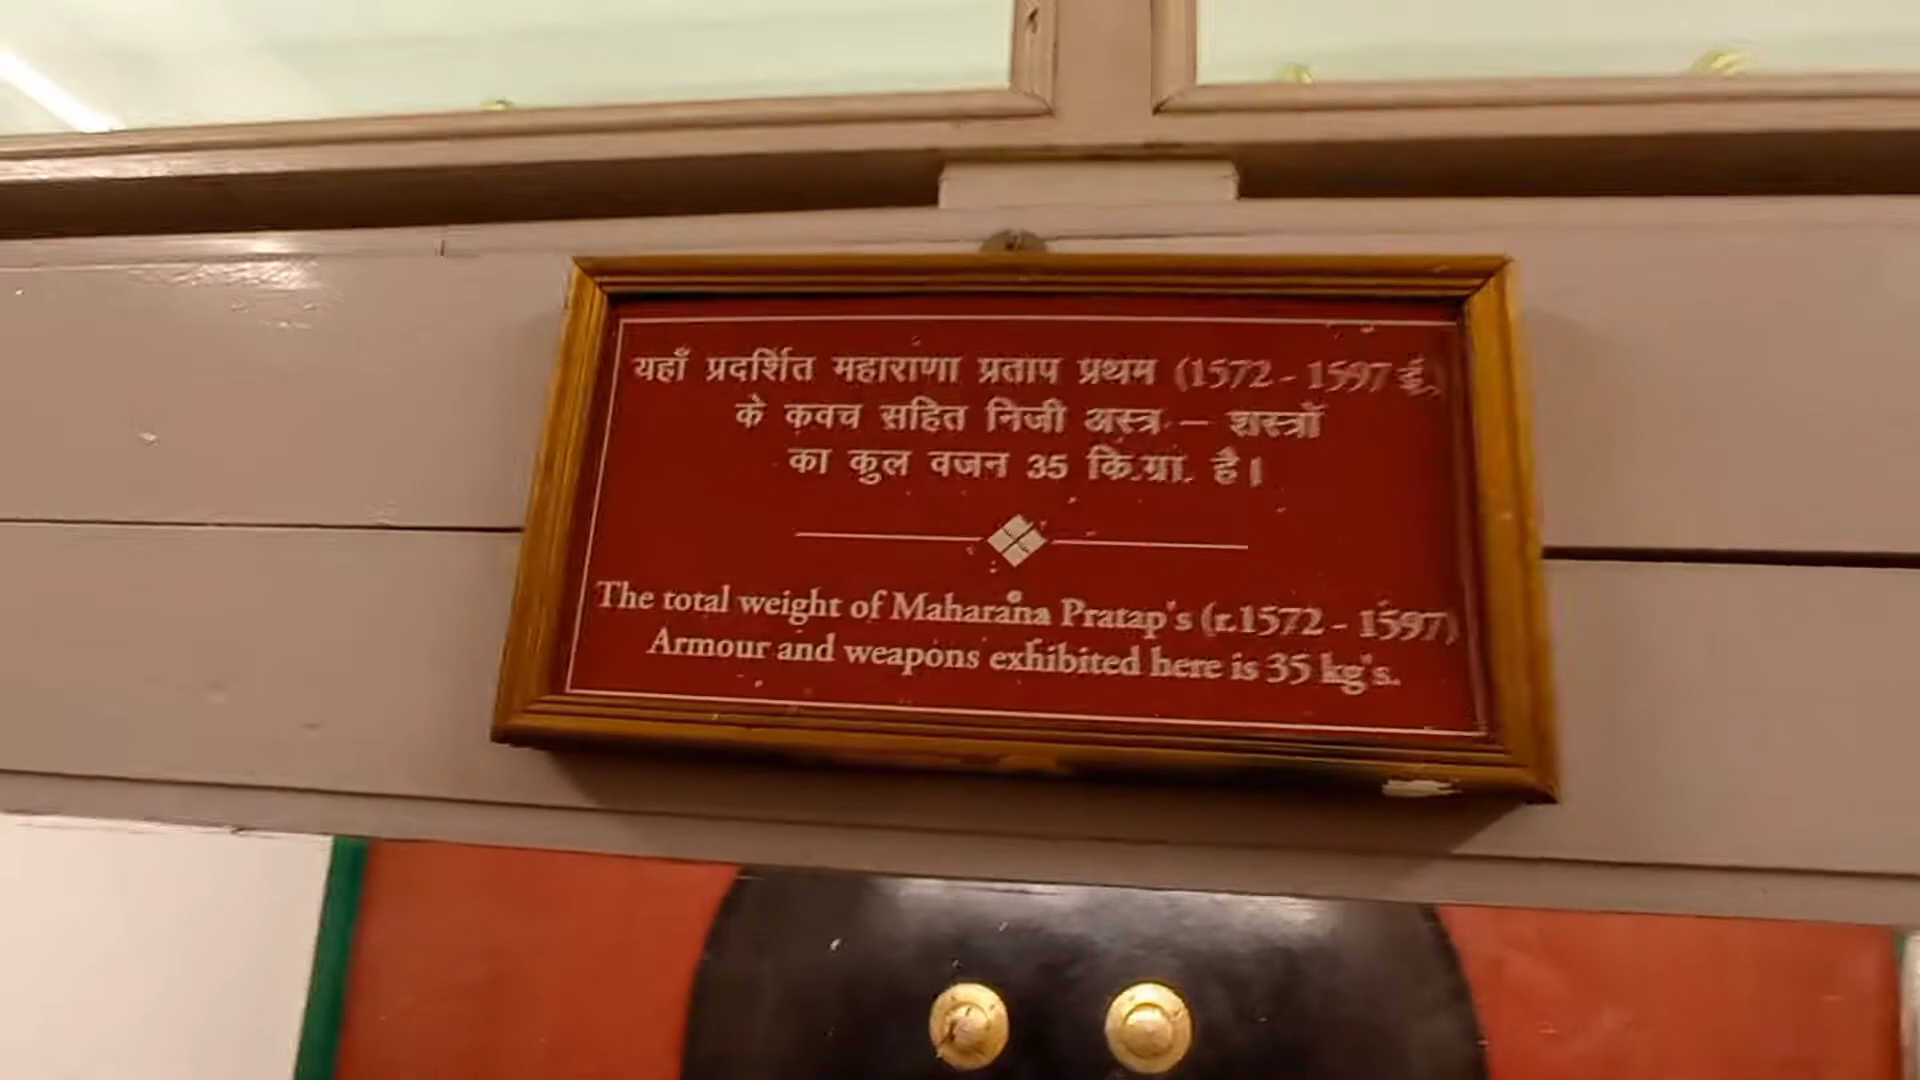 यहाँ प्रदर्शित महाराणा प्रताप प्रथम (1572 - 1597 ई.)
के कवच सहित निजी अस्त्र – शस्त्रों
का कुल वजन 35 कि.ग्रा. है।
The total weight of Maharana Pratap's (r.1572 - 1597)
Armour and weapons exhibited here is 35 kg's.